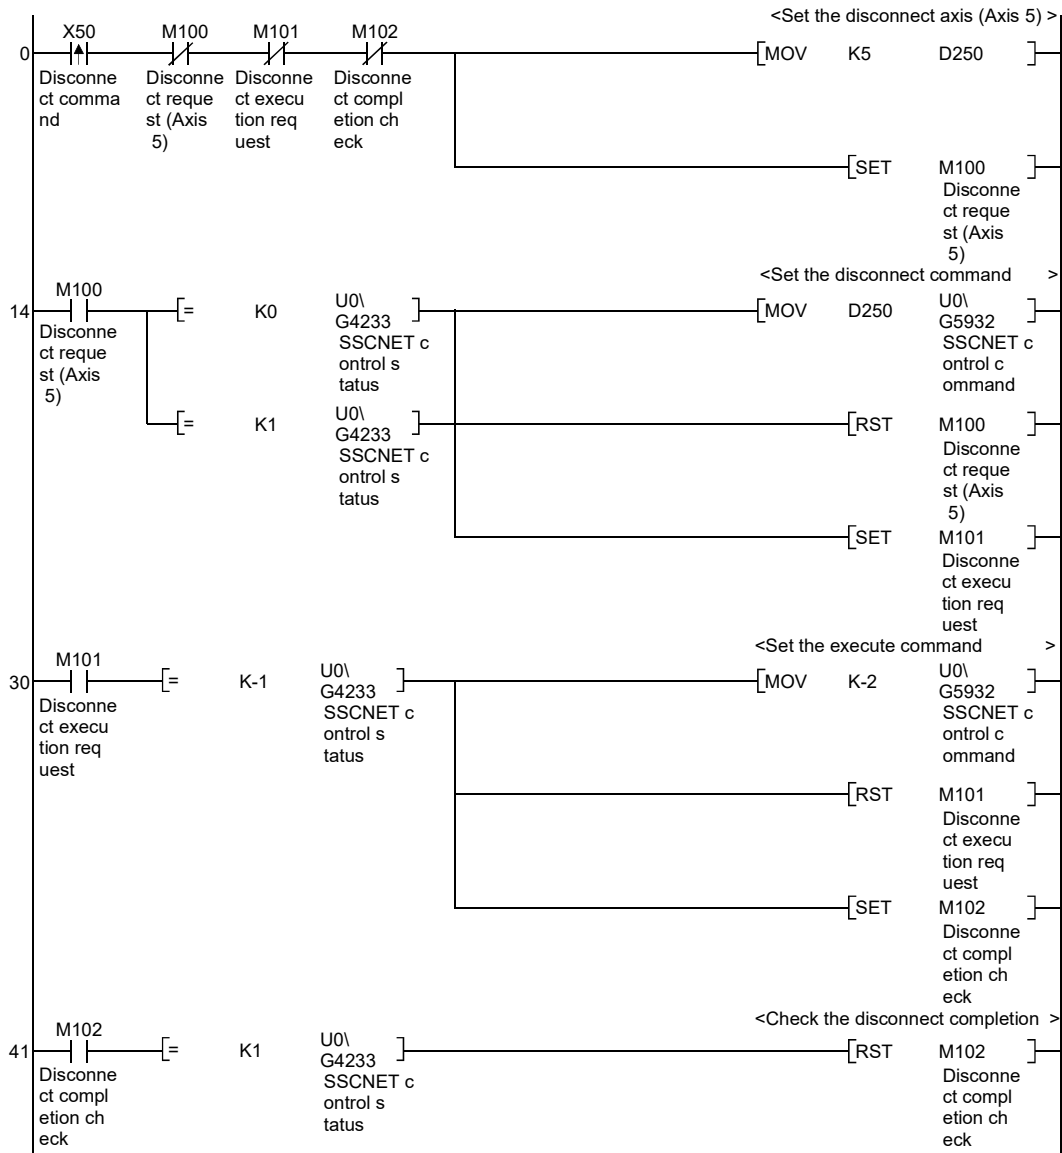 <Set the disconnect axis (Axis 5) >
X50 M100 M101 M102
0 [MOV K5 D250 ]
Disconne Disconne Disconne Disconne
ct comma ct reque ct execu ct compl
nd st (Axis tion req etion ch
5) uest eck
[SET M100 ]
Disconne
ct reque
st (Axis
5)
<Set the disconnect command >
M100
14 [= K0 U0\ ] [MOV D250 U0\ ]
G4233 G5932
Disconne SSCNET c SSCNET c
ct reque ontrol s ontrol c
st (Axis tatus ommand
5)
[= K1 U0\ ] [RST M100 ]
G4233
SSCNET c Disconne
ontrol s ct reque
tatus st (Axis
5)
[SET M101 ]
Disconne
ct execu
tion req
uest
<Set the execute command >
M101
30 [= K-1 U0\ ] [MOV K-2 U0\ ]
G4233 G5932
Disconne SSCNET c SSCNET c
ct execu ontrol s ontrol c
tion req tatus ommand
uest
[RST M101 ]
Disconne
ct execu
tion req
uest
[SET M102 ]
Disconne
ct compl
etion ch
eck
<Check the disconnect completion >
M102
41 [= K1 U0\ ] [RST M102 ]
G4233
Disconne SSCNET c Disconne
ct compl ontrol s ct compl
etion ch tatus etion ch
eck eck